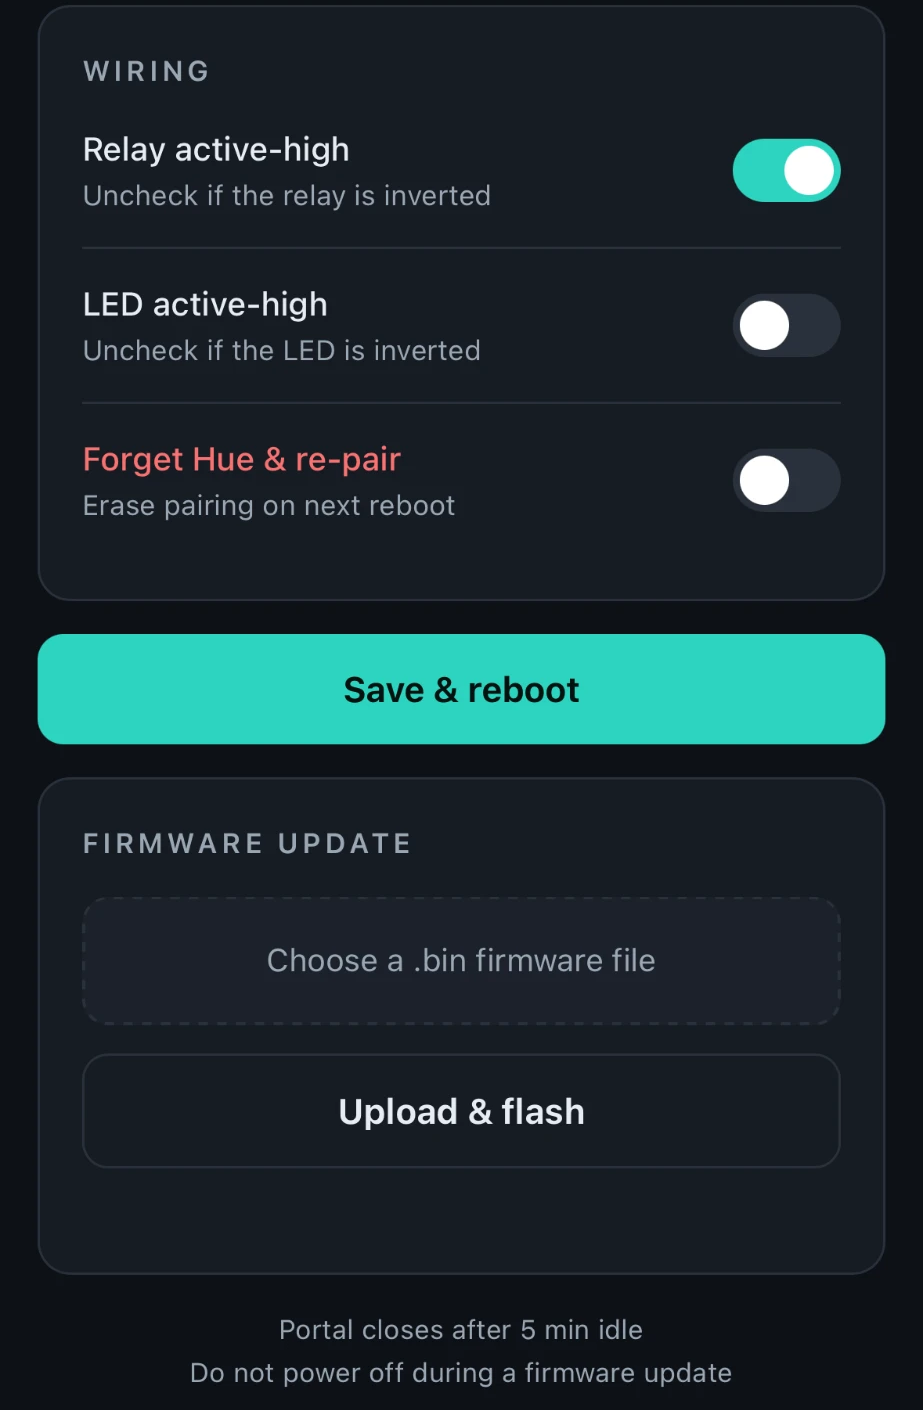 WIRING
Relay active-high
Uncheck if the relay is inverted
LED active-high
Uncheck if the LED is inverted
Forget Hue & re-pair
Erase pairing on next reboot
Save & reboot
FIRMWARE UPDATE
Choose a .bin firmware file
Upload & flash
Portal closes after 5 min idle
Do not power off during a firmware update